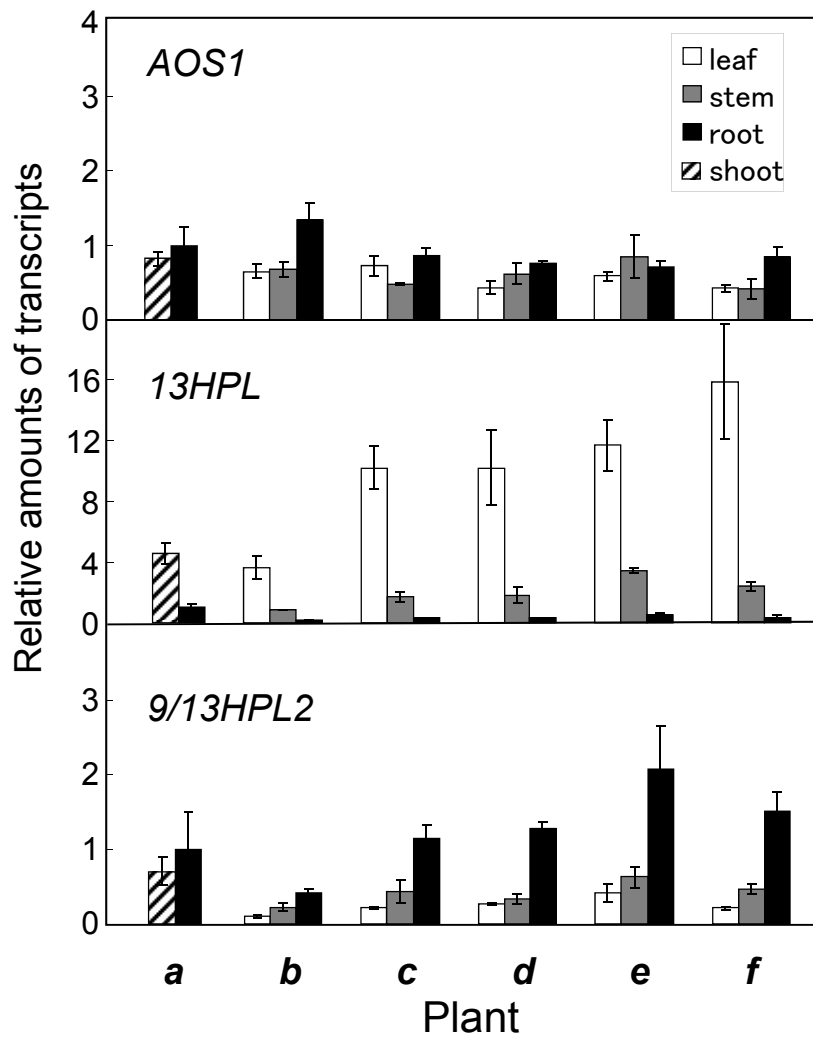 Relative amounts of transcripts
4
3
2
1
0
AOS1
leaf
stem
root
shoot
16
12
8
4
0
13HPL
3
2
1
0
9/13HPL2
a b c d e f
Plant